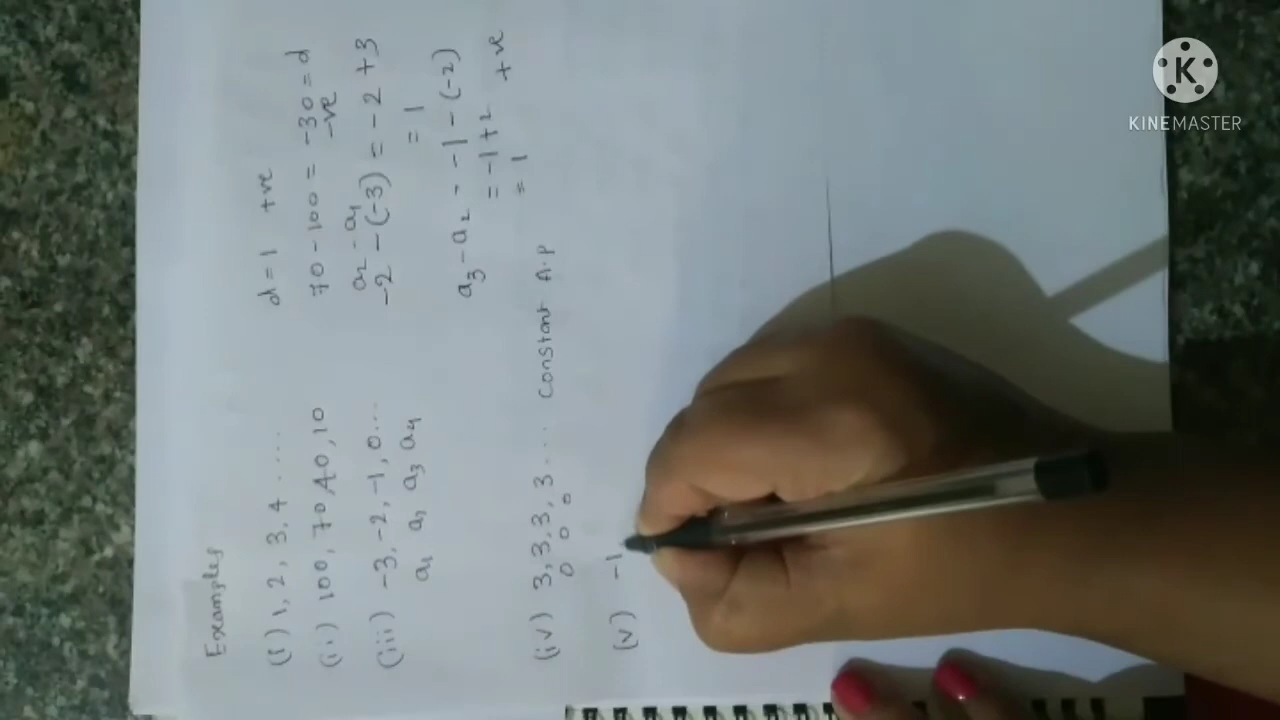 Examples
(i) 1, 2, 3, 4 ..... d = 1 +ve
(ii) 100, 70, 40, 10 70 - 100 = -30 = d
-ve
a2 - a1
(iii) -3, -2, -1, 0... -2 - (-3) = -2 + 3
a1 a2 a3 a4 = 1
a3 - a2 - -1 - (-2)
= -1 + 2 +ve
= 1
(iv) 3, 3, 3, 3 ... Constant A.P
0 0 0
(v) -1
KINEMASTER